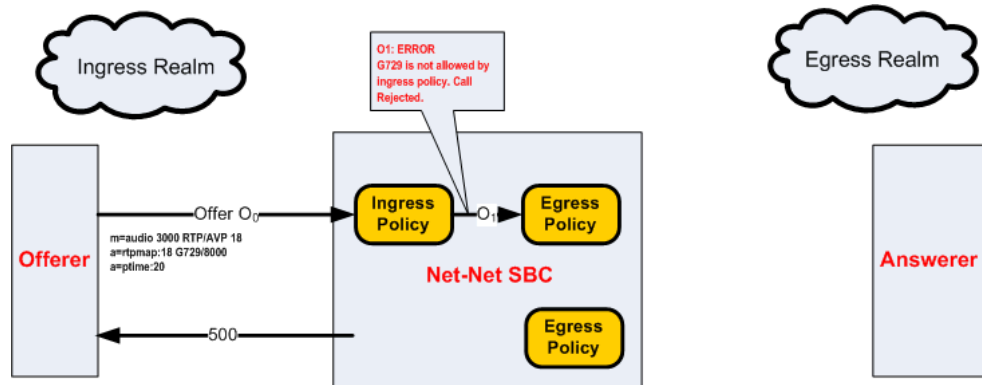 Ingress Realm
O1: ERROR
G729 is not allowed by
ingress policy. Call
Rejected.
Egress Realm
Offerer
Offer O0
m=audio 3000 RTP/AVP 18
a=rtpmap:18 G729/8000
a=ptime:20
Ingress
Policy
O1
Egress
Policy
Net-Net SBC
Answerer
500
Egress
Policy